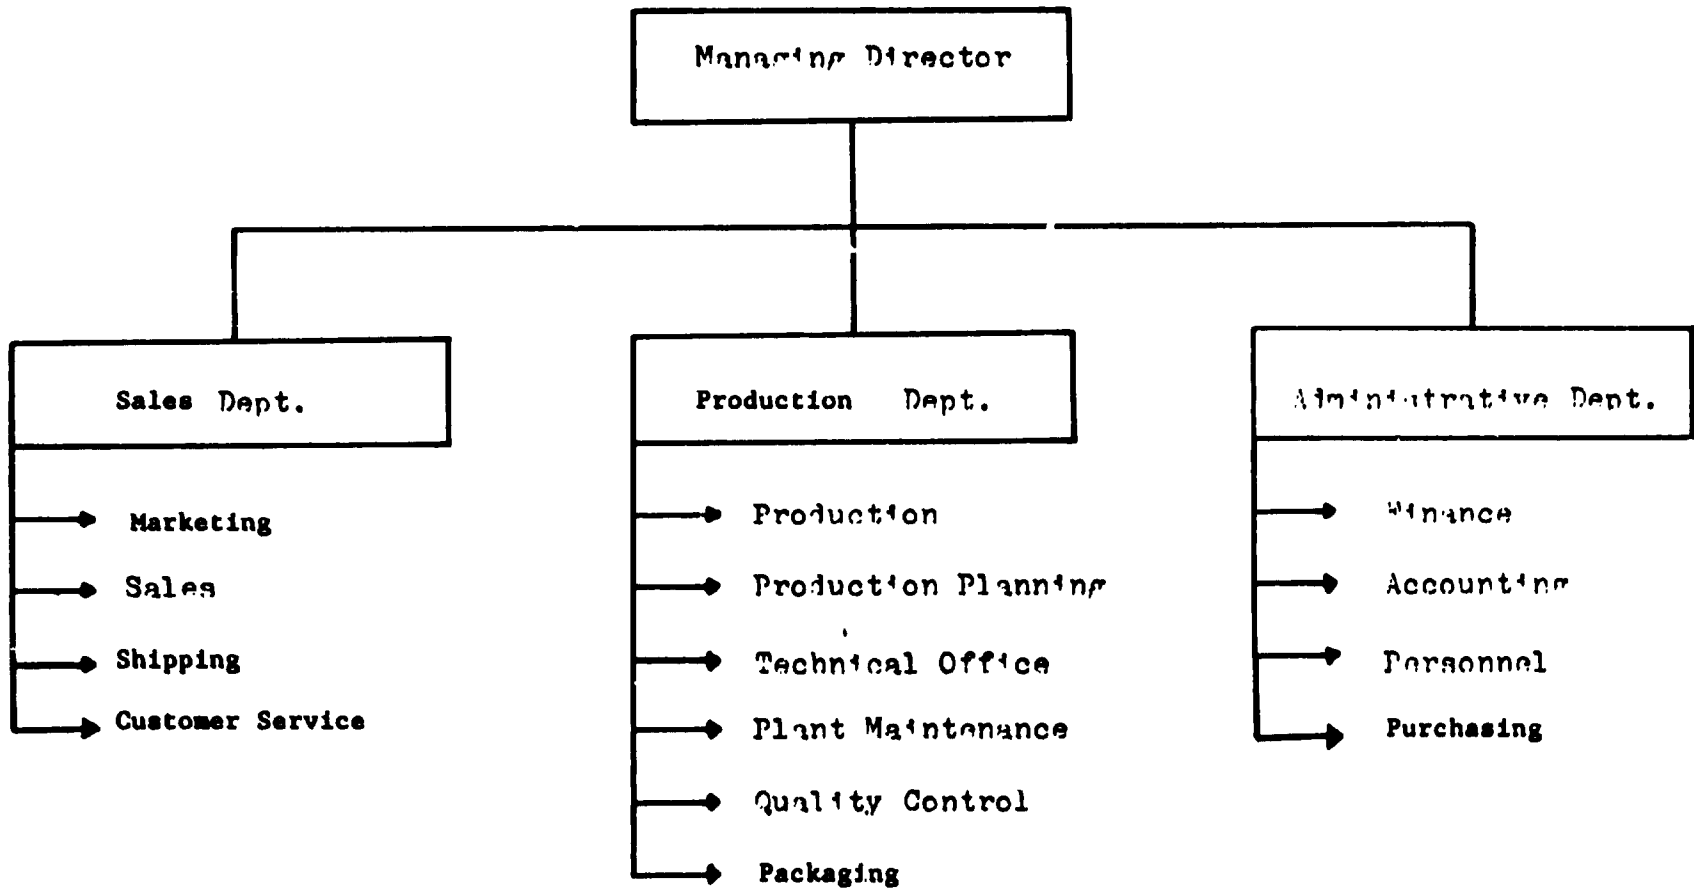 Managing Director
Sales Dept.
Production Dept.
Administrative Dept.
Marketing
Sales
Shipping
Customer Service
Production
Production Planning
Technical Office
Plant Maintenance
Quality Control
Packaging
Finance
Accounting
Personnel
Purchasing